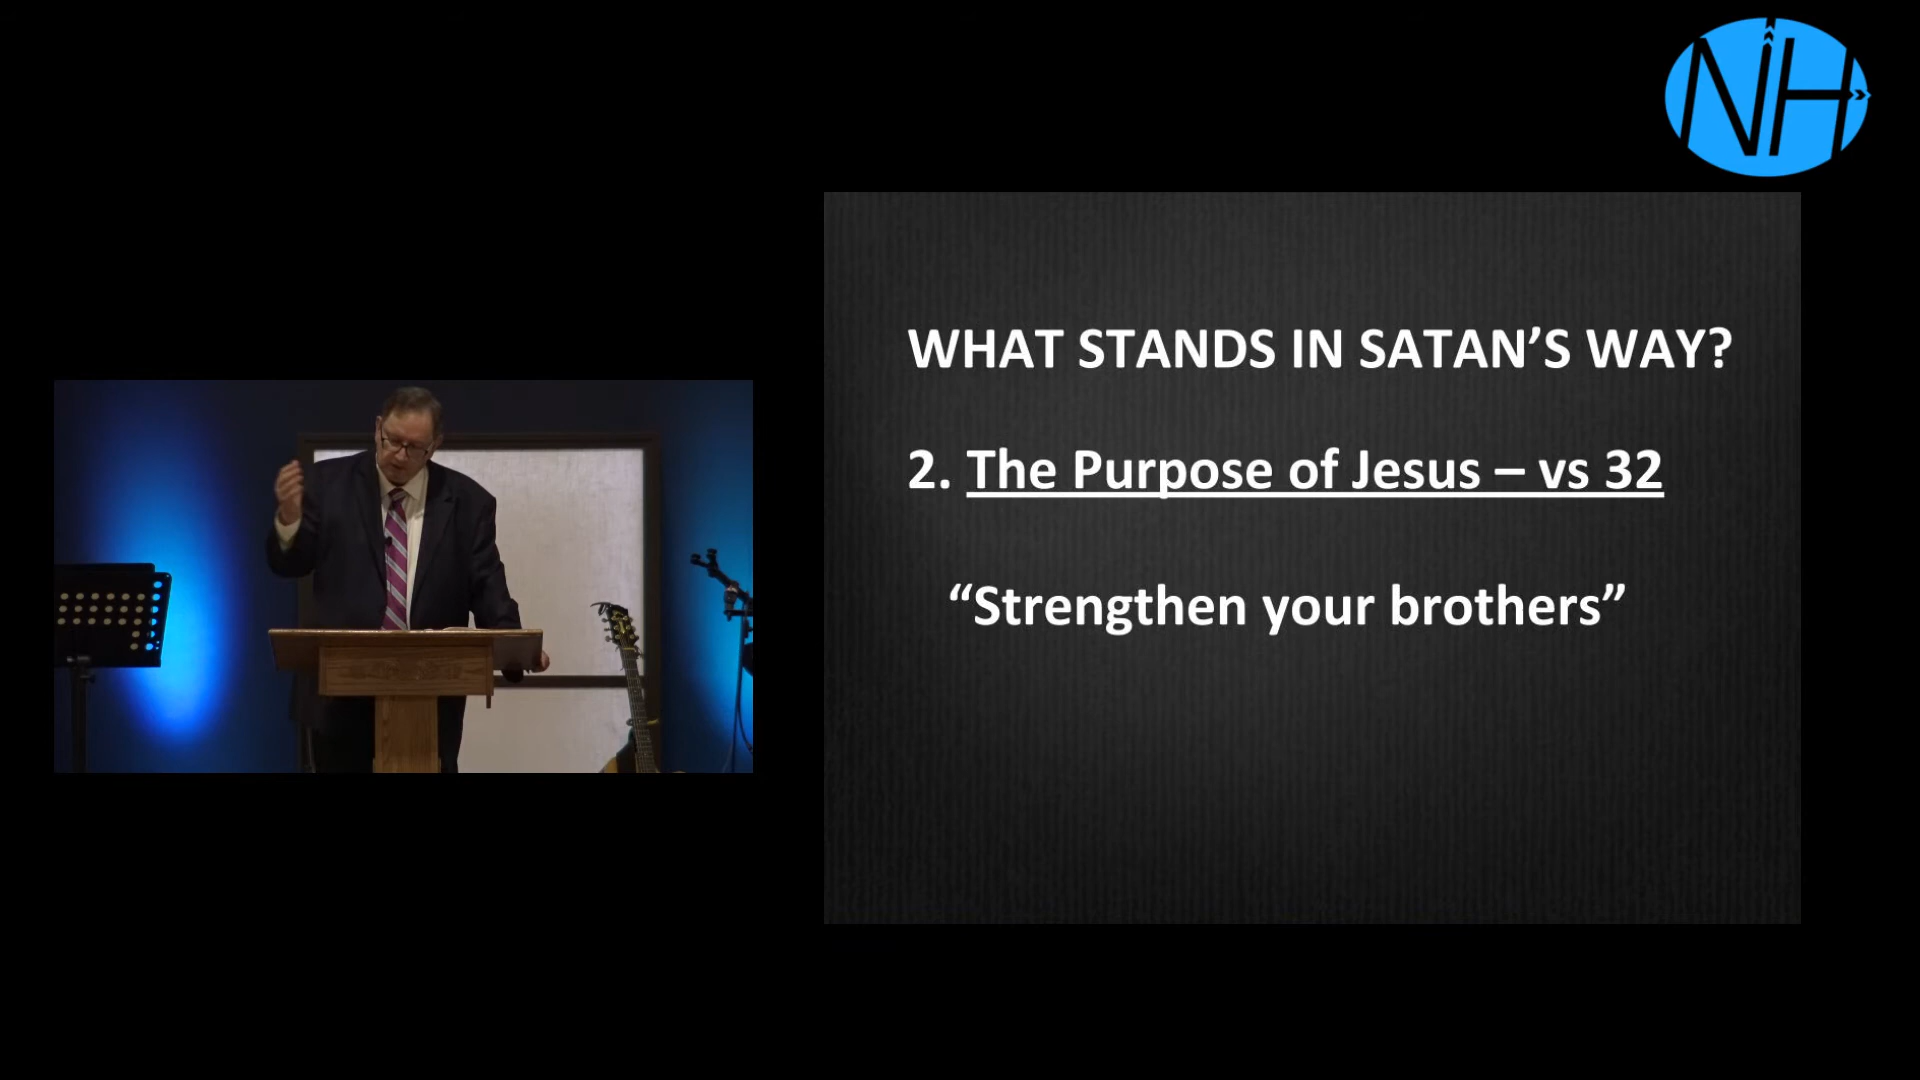 NH
WHAT STANDS IN SATAN’S WAY?
2. The Purpose of Jesus – vs 32
“Strengthen your brothers”